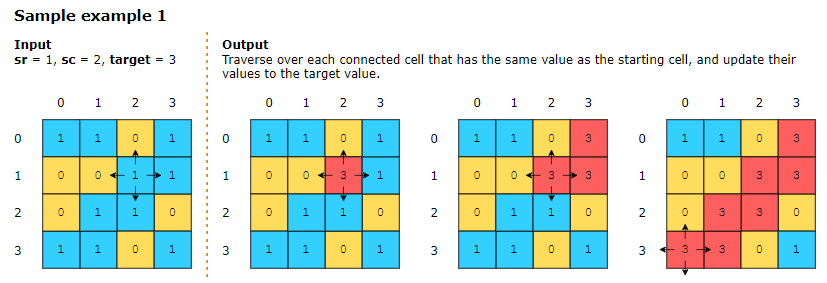 Sample example 1
Input
sr = 1, sc = 2, target = 3
Output
Traverse over each connected cell that has the same value as the starting cell, and update their
values to the target value.
0 1 2 3 0 1 2 3 0 1 2 3 0 1 2 3
0 1 1 0 1 0 1 1 0 1 0 1 1 0 3 0 1 1 0 3
1 0 0 1 1 1 0 0 3 1 1 0 0 3 3 1 0 0 3 3
2 0 1 1 0 2 0 1 1 0 2 0 1 1 0 2 0 3 3 0
3 1 1 0 1 3 1 1 0 1 3 1 1 0 1 3 3 3 0 1